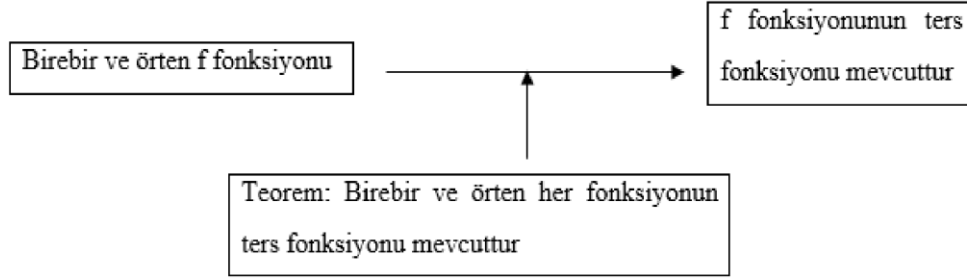 Birebir ve örten f fonksiyonu
f fonksiyonunun ters
fonksiyonu mevcuttur
Teorem: Birebir ve örten her fonksiyonun
ters fonksiyonu mevcuttur